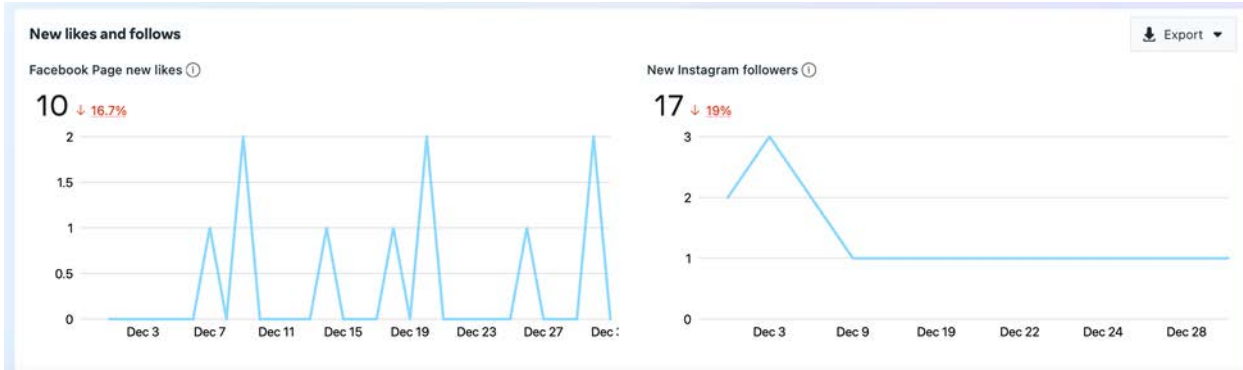 New likes and follows
Export
Facebook Page new likes
10 ↓ 16.7%
2
1.5
1
0.5
0
Dec 3 Dec 7 Dec 11 Dec 15 Dec 19 Dec 23 Dec 27 Dec
New Instagram followers
17 ↓ 19%
3
2
1
0
Dec 3 Dec 9 Dec 19 Dec 22 Dec 24 Dec 28